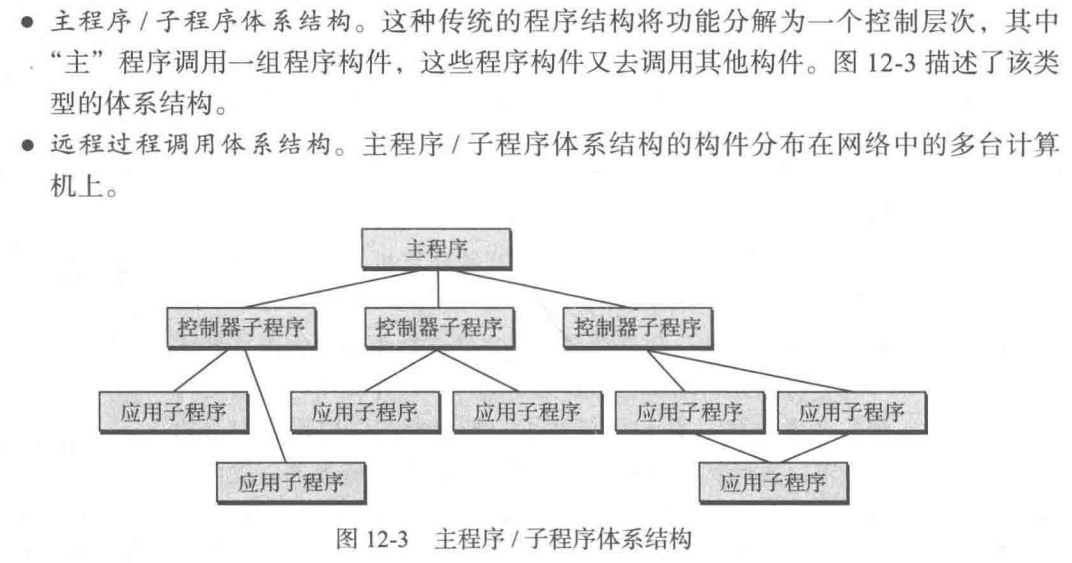 ● 主程序 / 子程序体系结构。这种传统的程序结构将功能分解为一个控制层次，其中
“主”程序调用一组程序构件，这些程序构件又去调用其他构件。图 12-3 描述了该类
型的体系结构。
● 远程过程调用体系结构。主程序 / 子程序体系结构的构件分布在网络中的多台计算
机上。
主程序
控制器子程序 控制器子程序 控制器子程序
应用子程序 应用子程序 应用子程序 应用子程序 应用子程序
应用子程序 应用子程序
图 12-3 主程序 / 子程序体系结构